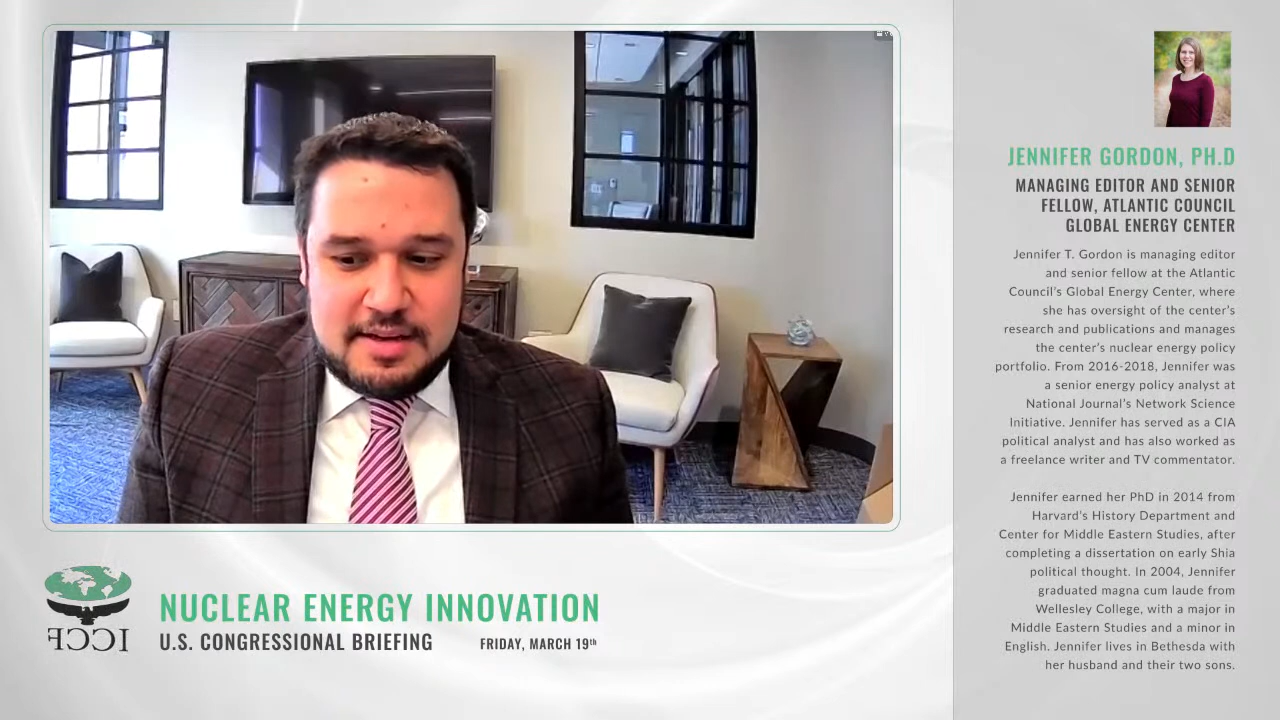 JENNIFER GORDON, PH.D
MANAGING EDITOR AND SENIOR
FELLOW, ATLANTIC COUNCIL
GLOBAL ENERGY CENTER
Jennifer T. Gordon is managing editor
and senior fellow at the Atlantic
Council's Global Energy Center, where
she has oversight of the center's
research and publications and manages
the center's nuclear energy policy
portfolio. From 2016-2018, Jennifer was
a senior energy policy analyst at
National Journal's Network Science
Initiative. Jennifer has served as a CIA
political analyst and has also worked as
a freelance writer and TV commentator.
Jennifer earned her PhD in 2014 from
Harvard's History Department and
Center for Middle Eastern Studies, after
completing a dissertation on early Shia
political thought. In 2004, Jennifer
graduated magna cum laude from
Wellesley College, with a major in
Middle Eastern Studies and a minor in
English. Jennifer lives in Bethesda with
her husband and their two sons.
ICCF
NUCLEAR ENERGY INNOVATION
U.S. CONGRESSIONAL BRIEFING FRIDAY, MARCH 19th